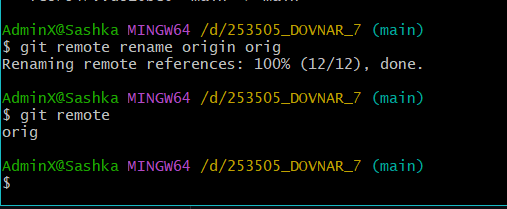 AdminX@Sashka MINGW64 /d/253505_DOVNAR_7 (main)
$ git remote rename origin orig
Renaming remote references: 100% (12/12), done.
AdminX@Sashka MINGW64 /d/253505_DOVNAR_7 (main)
$ git remote
orig
AdminX@Sashka MINGW64 /d/253505_DOVNAR_7 (main)
$